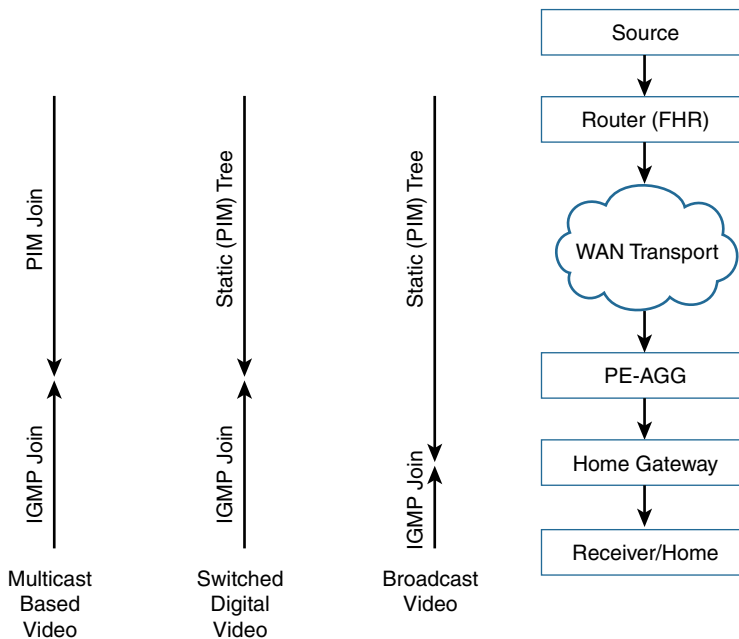 PIM Join
IGMP Join
Multicast
Based
Video
Static (PIM) Tree
IGMP Join
Switched
Digital
Video
Static (PIM) Tree
IGMP Join
Broadcast
Video
Source
Router (FHR)
WAN Transport
PE-AGG
Home Gateway
Receiver/Home